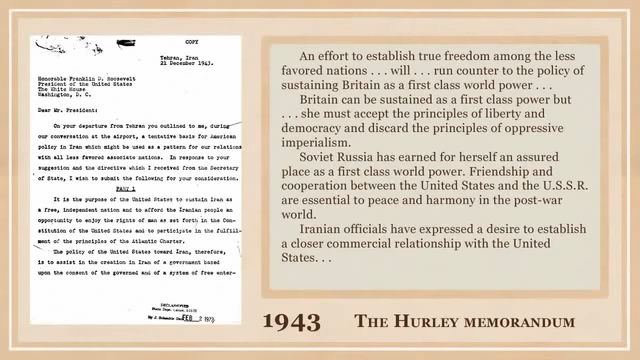 COPY
Tehran, Iran
21 December 1943.
Honorable Franklin D. Roosevelt
President of the United States
The White House
Washington, D. C.
Dear Mr. President:
On your departure from Tehran you outlined to me, during
our conversation at the airport, a tentative basis for American
policy in Iran which might be used as a pattern for our relations
with all less favored associate nations. In response to your
suggestion and the directive which I received from the Secretary
of State, I wish to submit the following for your consideration.
PART 1
It is the purpose of the United States to sustain Iran as
a free, independent nation and to afford the Iranian people an
opportunity to enjoy the rights of man as set forth in the Con-
stitution of the United States and to participate in the fulfill-
ment of the principles of the Atlantic Charter.
The policy of the United States toward Iran, therefore,
is to assist in the creation in Iran of a government based
upon the consent of the governed and of a system of free enter-
DECLASSIFIED
FEB 2 1973
An effort to establish true freedom among the less
favored nations . . . will . . . run counter to the policy of
sustaining Britain as a first class world power . . .
Britain can be sustained as a first class power but
. . . she must accept the principles of liberty and
democracy and discard the principles of oppressive
imperialism.
Soviet Russia has earned for herself an assured
place as a first class world power. Friendship and
cooperation between the United States and the U.S.S.R.
are essential to peace and harmony in the post-war
world.
Iranian officials have expressed a desire to establish
a closer commercial relationship with the United
States. . .
1943 The Hurley memorandum